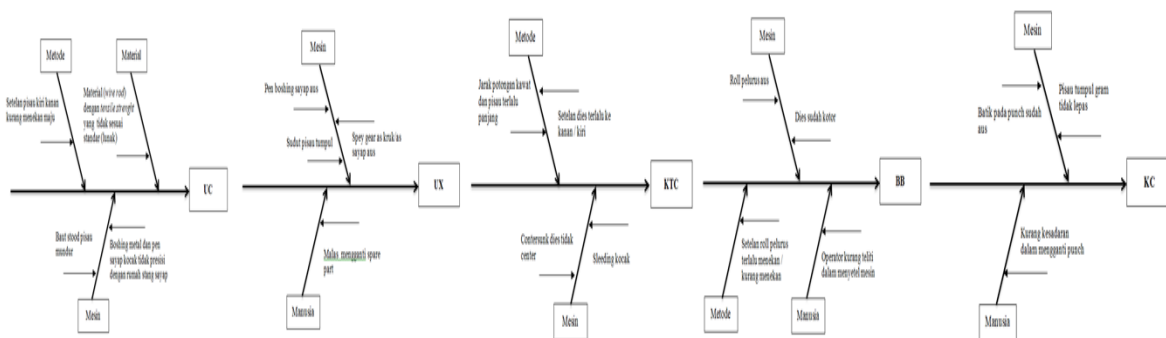 Metode
Material
Setelan pisau kiri kanan
kurang menekan maju
Material (wire rod)
dengan tensile strenght
yang tidak sesuai
standar (lunak)
UC
Baut stood pisau
mundur
Boshing metal dan pen
sayap kocak tidak presisi
dengan rumah stang sayap
Mesin
Mesin
Pen boshing sayap aus
Sudut pisau tumpul
Spey gear as kruk/as
sayap aus
UX
Malas mengganti spare
part
Manusia
Metode
Jarak potongan kawat
dan pisau terlalu
panjang
Setelan dies terlalu ke
kanan / kiri
KTC
Contersunk dies tidak
center
Sleeding kocak
Mesin
Mesin
Roll pelurus aus
Dies sudah kotor
BB
Setelan roll pelurus
terlalu menekan /
kurang menekan
Operator kurang teliti
dalam menyetel mesin
Metode
Manusia
Mesin
Batik pada punch sudah
aus
Pisau tumpul gram
tidak lepas
KC
Kurang kesadaran
dalam mengganti punch
Manusia